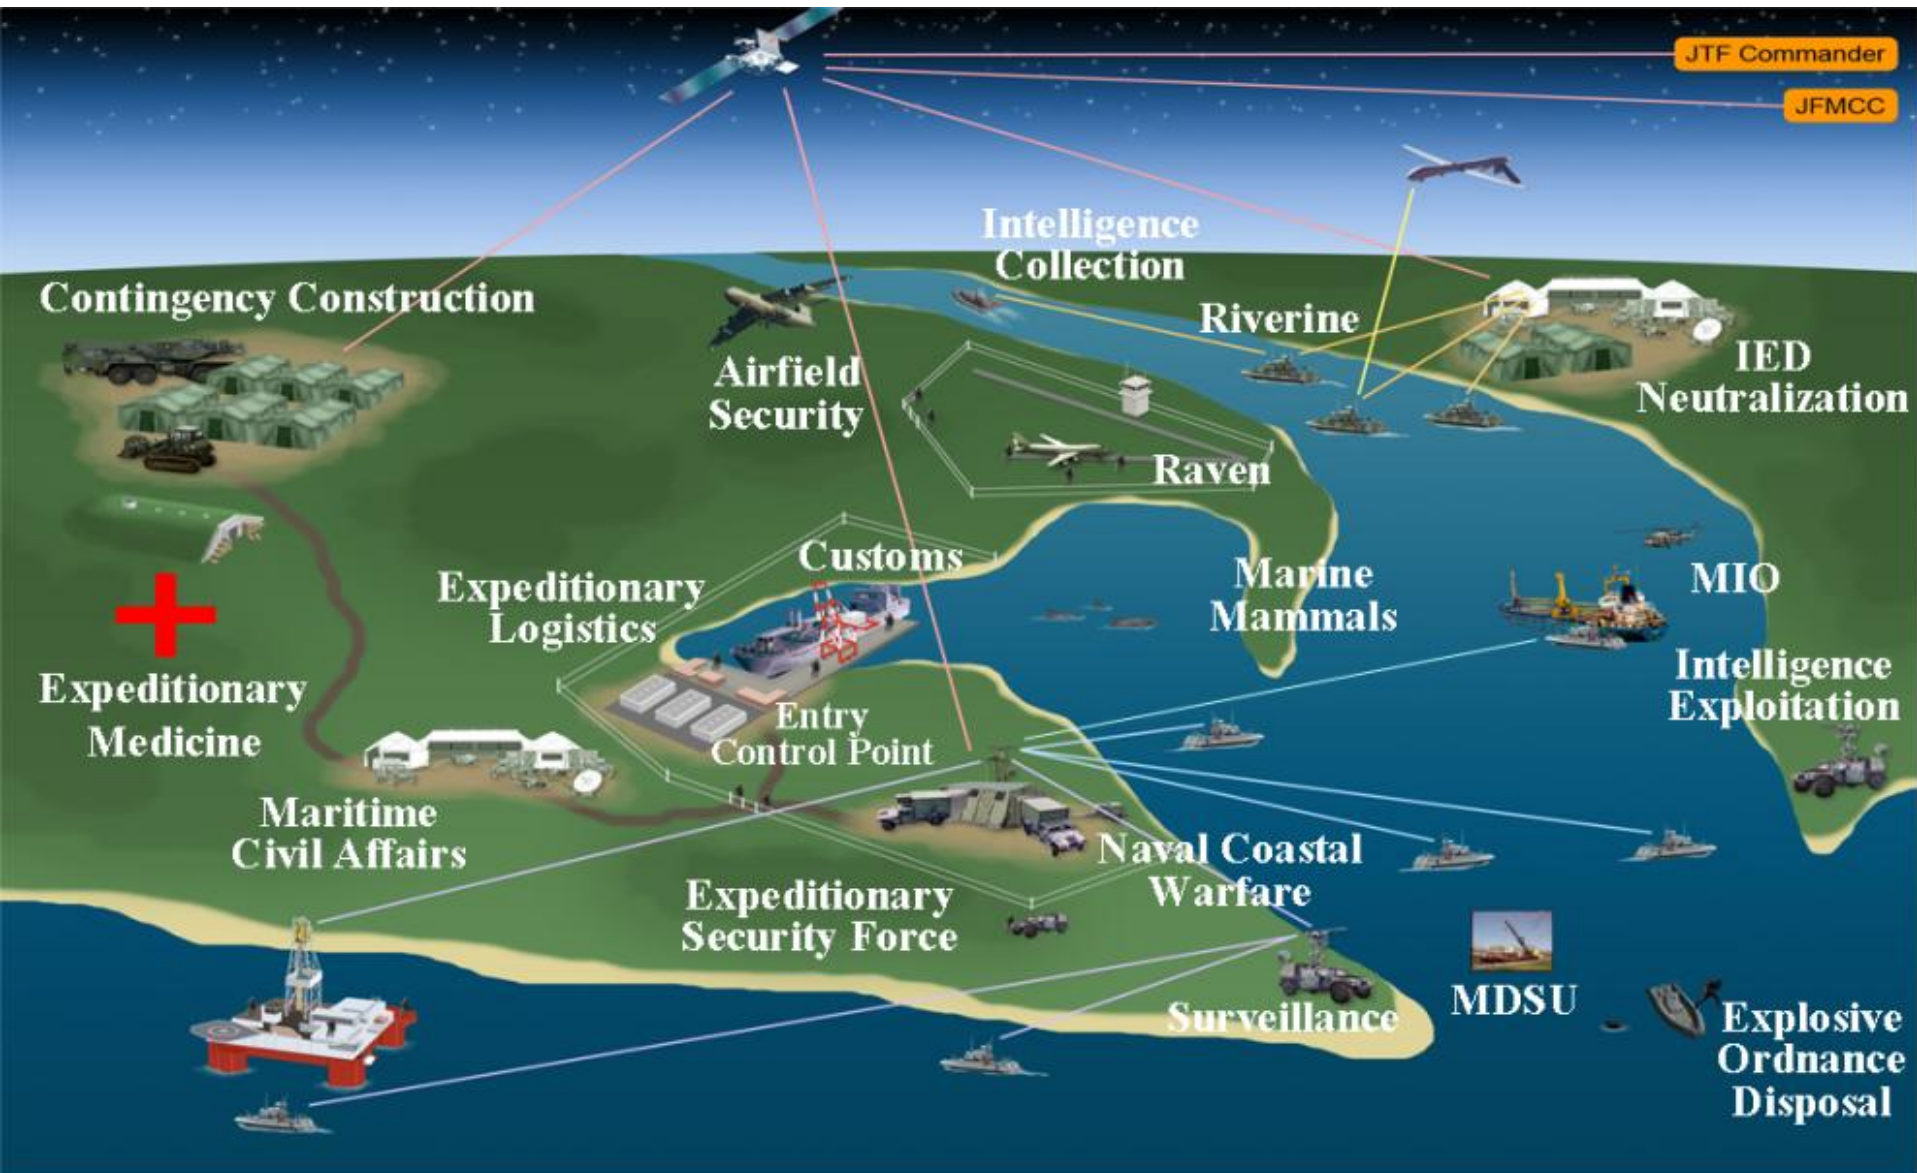 JTF Commander
JFMCC
Intelligence
Collection
Contingency Construction
Riverine
IED
Neutralization
Airfield
Security
Raven
Customs
Expeditionary
Logistics
Marine
Mammals
MIO
Intelligence
Exploitation
Expeditionary
Medicine
Entry
Control Point
Maritime
Civil Affairs
Naval Coastal
Warfare
Expeditionary
Security Force
Surveillance
MDSU
Explosive
Ordnance
Disposal